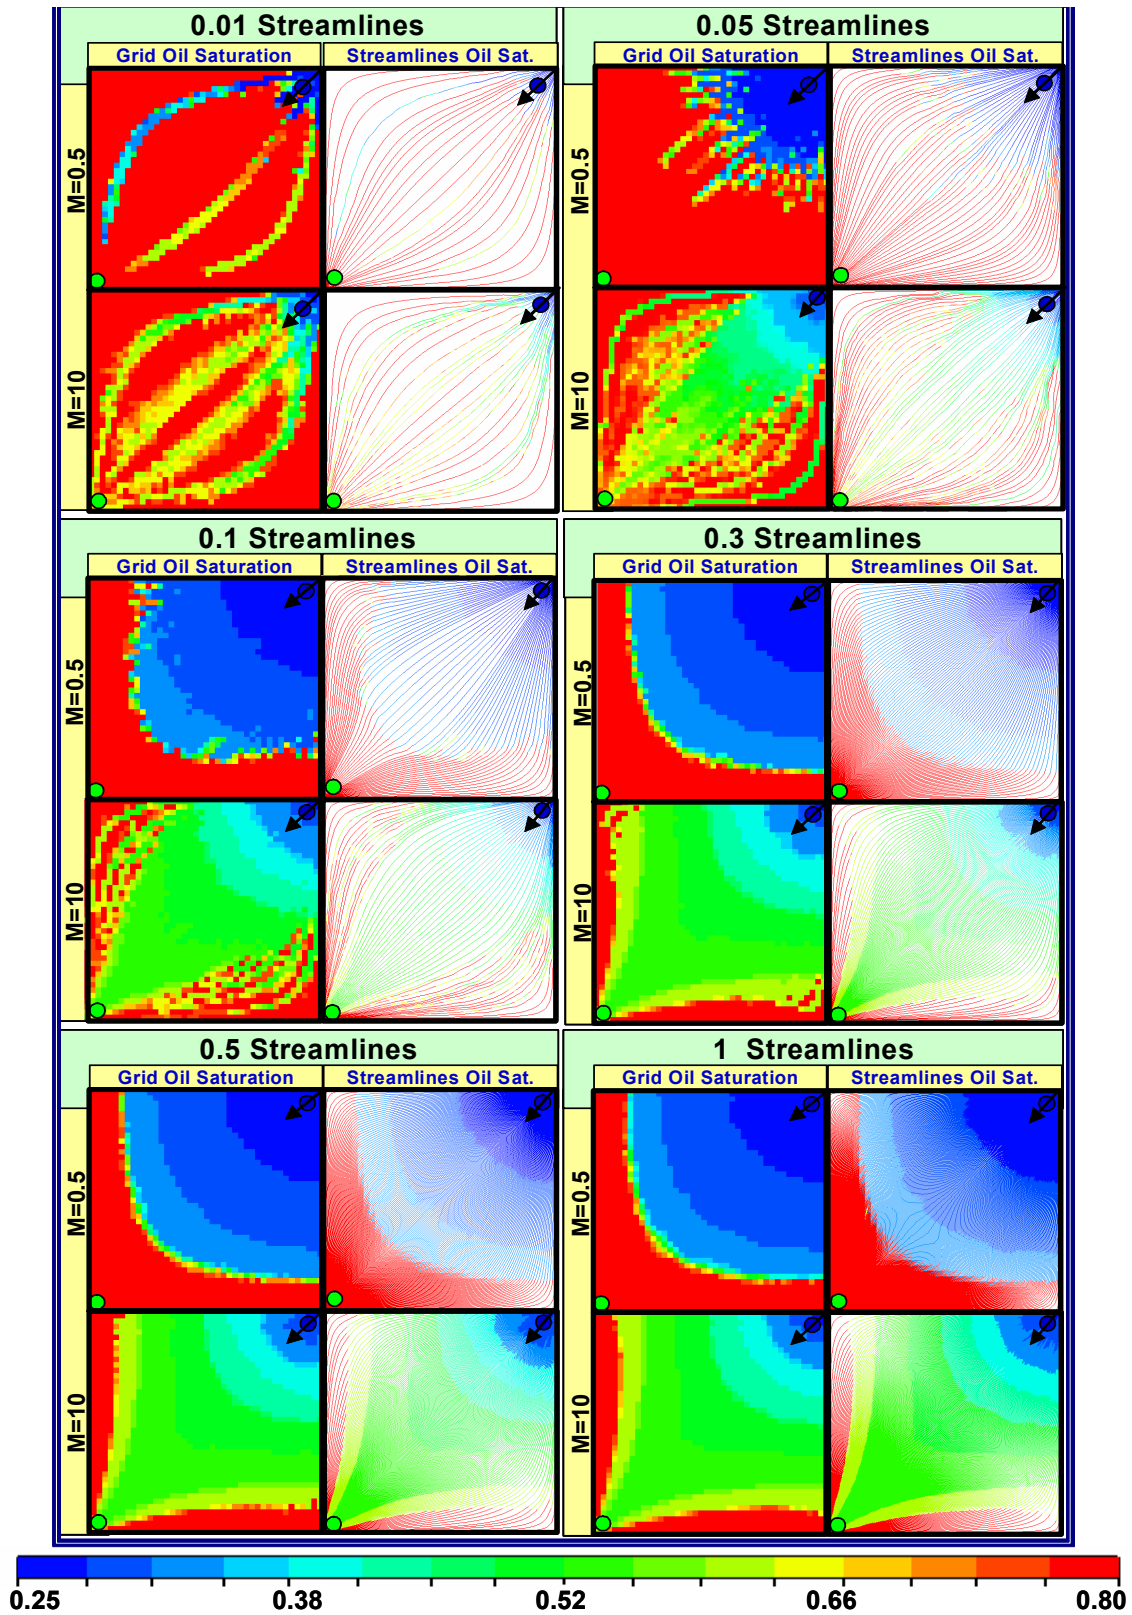 0.01 Streamlines
0.05 Streamlines
Grid Oil Saturation
Streamlines Oil Sat.
Grid Oil Saturation
Streamlines Oil Sat.
M=0.5
M=0.5
M=10
M=10
0.1 Streamlines
0.3 Streamlines
Grid Oil Saturation
Streamlines Oil Sat.
Grid Oil Saturation
Streamlines Oil Sat.
M=0.5
M=0.5
M=10
M=10
0.5 Streamlines
1 Streamlines
Grid Oil Saturation
Streamlines Oil Sat.
Grid Oil Saturation
Streamlines Oil Sat.
M=0.5
M=0.5
M=10
M=10
0.25 0.38 0.52 0.66 0.80